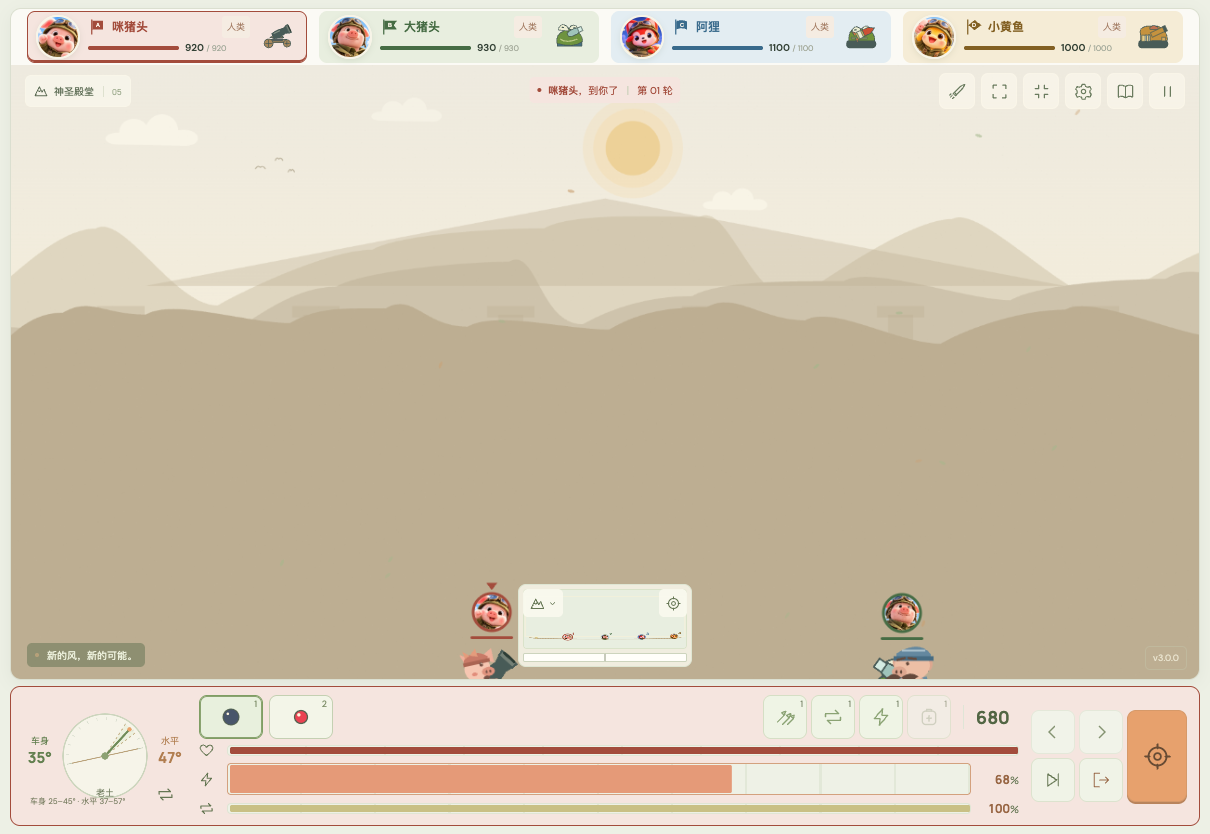 A 咪猪头 人类
920 / 920
B 大猪头 人类
930 / 930
C 阿狸 人类
1100 / 1100
D 小黄鱼 人类
1000 / 1000
神圣殿堂 05
咪猪头，到你了 第 01 轮
新的风，新的可能。
v3.0.0
1 2 1 1 1 1
680
车身 水平
35° 47°
68%
老土
车身 25–45° · 水平 37–57°
100%